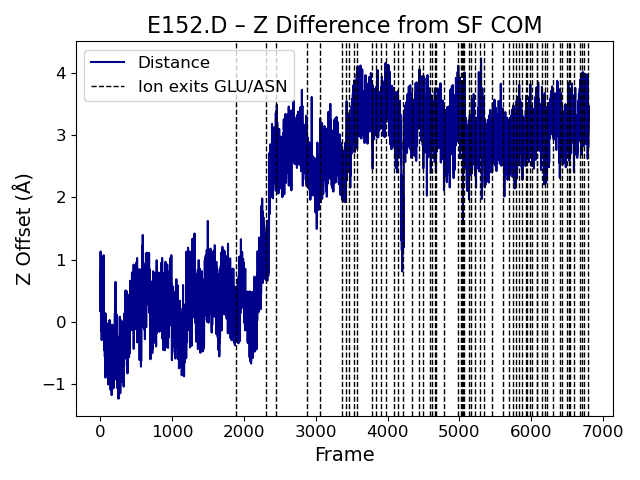 E152.D – Z Difference from SF COM
Distance
Ion exits GLU/ASN
Z Offset (Å)
4
3
2
1
0
−1
0 1000 2000 3000 4000 5000 6000 7000
Frame